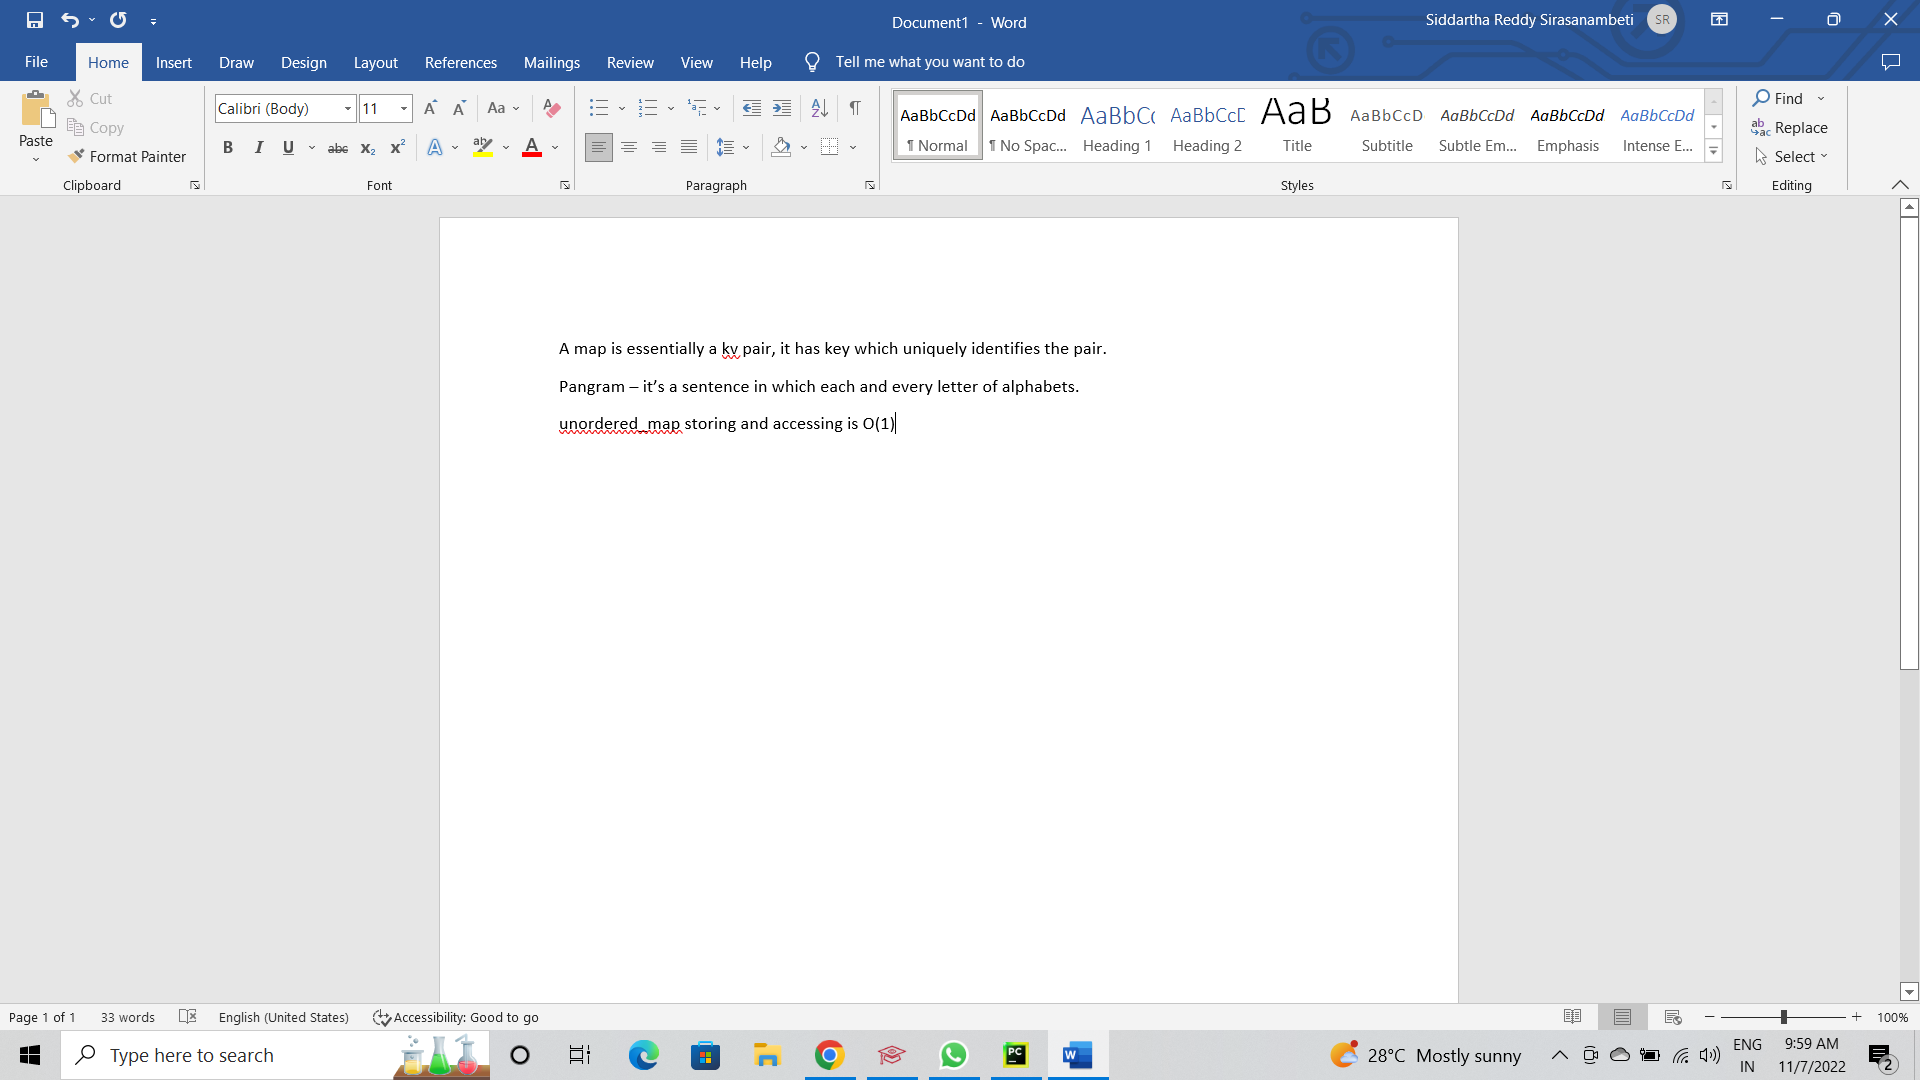 Document1 - Word
Siddartha Reddy Sirasanambeti SR
File Home Insert Draw Design Layout References Mailings Review View Help Tell me what you want to do
Paste
Cut
Copy
Format Painter
Clipboard
Calibri (Body) 11
Font
Paragraph
AaBbCcDd AaBbCcDd AaBbCc AaBbCcD AaB AaBbCcD AaBbCcDd AaBbCcDd AaBbCcDd
¶ Normal ¶ No Spac... Heading 1 Heading 2 Title Subtitle Subtle Em... Emphasis Intense E...
Styles
Find
Replace
Select
Editing
A map is essentially a kv pair, it has key which uniquely identifies the pair.
Pangram – it’s a sentence in which each and every letter of alphabets.
unordered_map storing and accessing is O(1)
Page 1 of 1 33 words English (United States) Accessibility: Good to go 100%
Type here to search
28°C Mostly sunny
ENG
IN
9:59 AM
11/7/2022
2